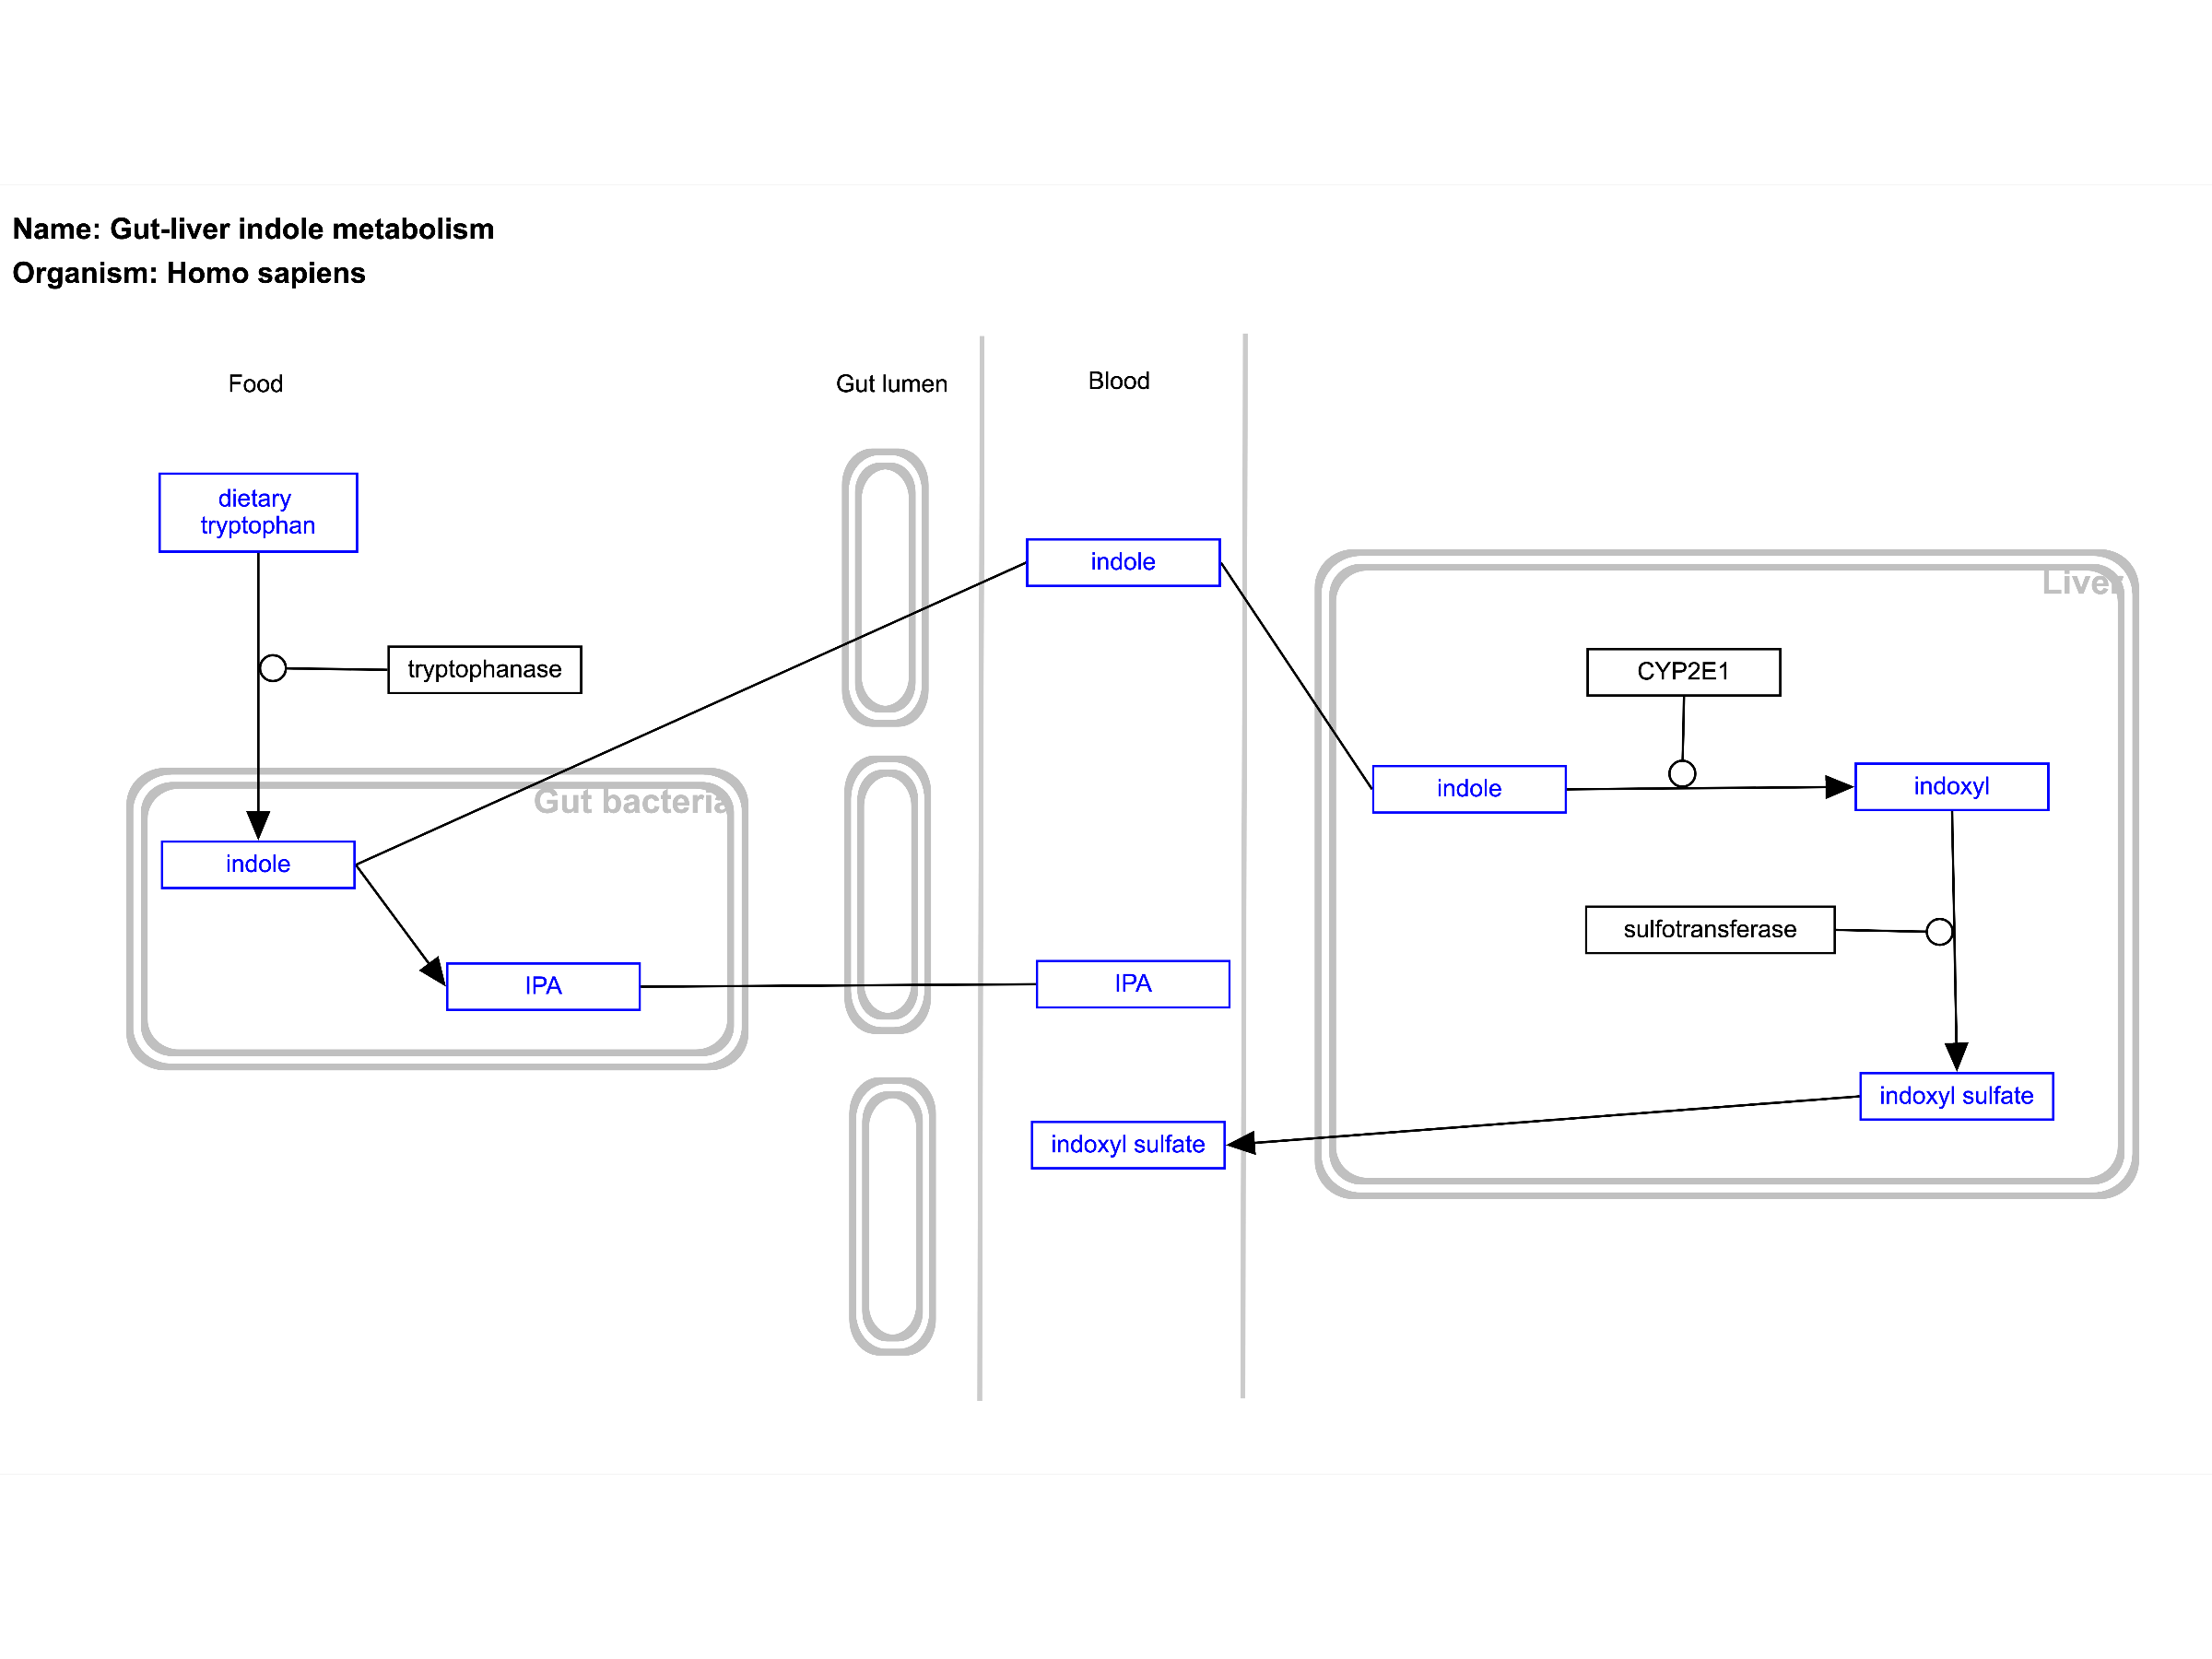 Name: Gut-liver indole metabolism
Organism: Homo sapiens
Food
Gut lumen
Blood
dietary
tryptophan
indole
Liver
tryptophanase
CYP2E1
indole
indoxyl
Gut bacteria
indole
sulfotransferase
IPA
IPA
indoxyl sulfate
indoxyl sulfate